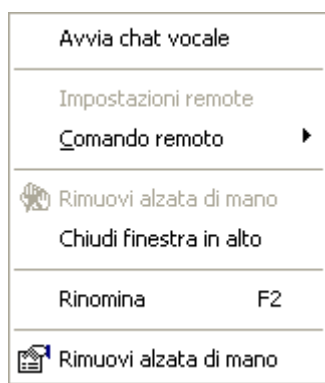 Avvia chat vocale
Impostazioni remote
Comando remoto
Rimuovi alzata di mano
Chiudi finestra in alto
Rinomina F2
Rimuovi alzata di mano